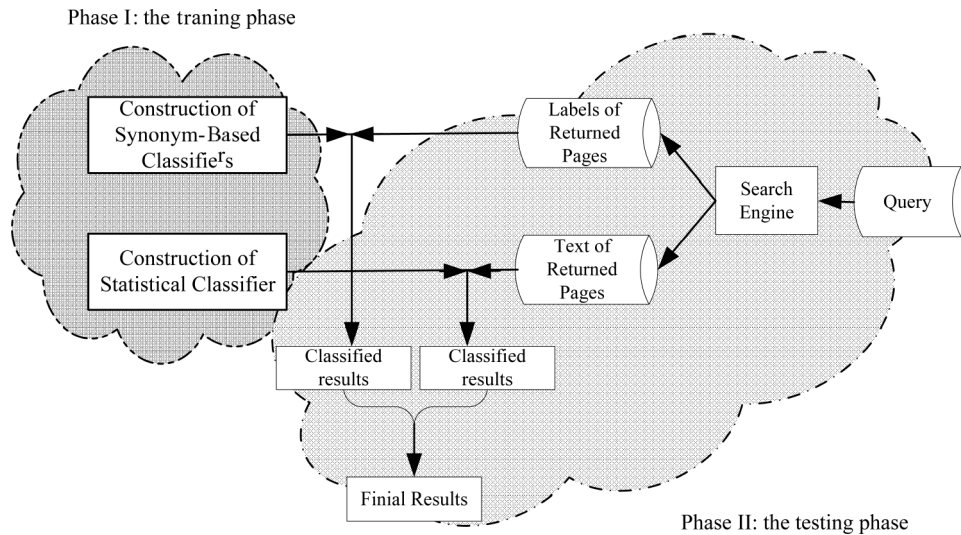 Phase I: the traning phase
Construction of
Synonym-Based
Classifiers
Labels of
Returned
Pages
Search
Engine
Query
Construction of
Statistical Classifier
Text of
Returned
Pages
Classified
results
Classified
results
Finial Results
Phase II: the testing phase